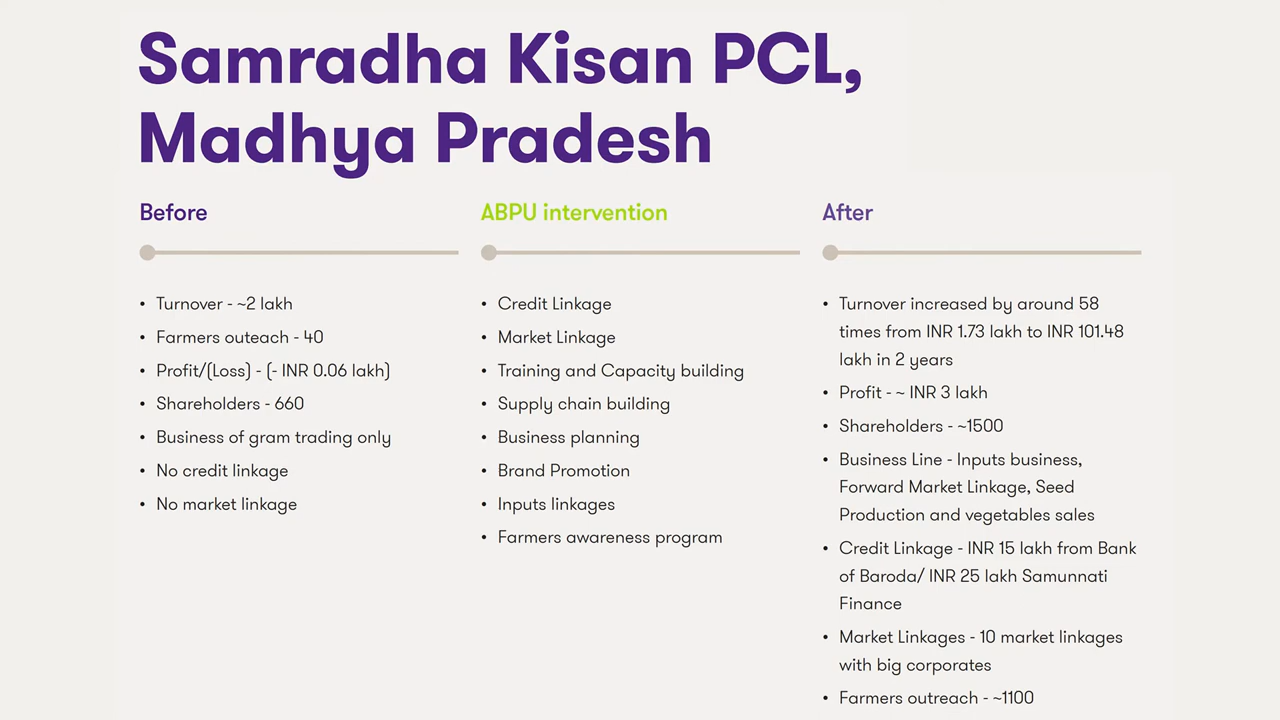 Samradha Kisan PCL,
Madhya Pradesh
Before
• Turnover - ~2 lakh
• Farmers outeach - 40
• Profit/(Loss) - (- INR 0.06 lakh)
• Shareholders - 660
• Business of gram trading only
• No credit linkage
• No market linkage
ABPU intervention
• Credit Linkage
• Market Linkage
• Training and Capacity building
• Supply chain building
• Business planning
• Brand Promotion
• Inputs linkages
• Farmers awareness program
After
• Turnover increased by around 58
times from INR 1.73 lakh to INR 101.48
lakh in 2 years
• Profit - ~ INR 3 lakh
• Shareholders - ~1500
• Business Line - Inputs business,
Forward Market Linkage, Seed
Production and vegetables sales
• Credit Linkage - INR 15 lakh from Bank
of Baroda/ INR 25 lakh Samunnati
Finance
• Market Linkages - 10 market linkages
with big corporates
• Farmers outreach - ~1100